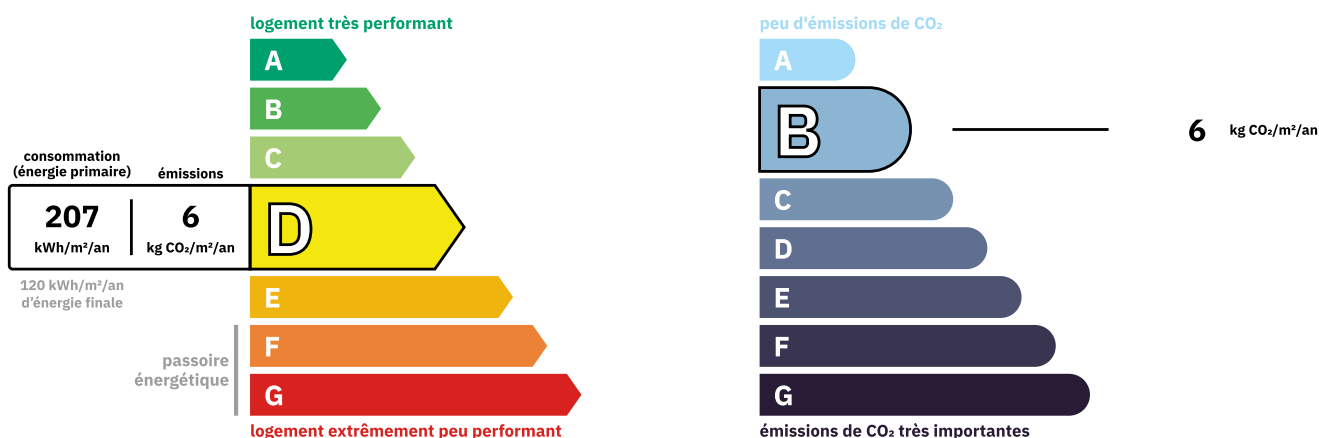 logement très performant
A
B
C
consommation
(énergie primaire)
émissions
207
kWh/m²/an
6
kg CO₂/m²/an
D
120 kWh/m²/an
d'énergie finale
E
passoire
énergétique
F
G
logement extrêmement peu performant
peu d'émissions de CO₂
A
B
6 kg CO₂/m²/an
C
D
E
F
G
émissions de CO₂ très importantes